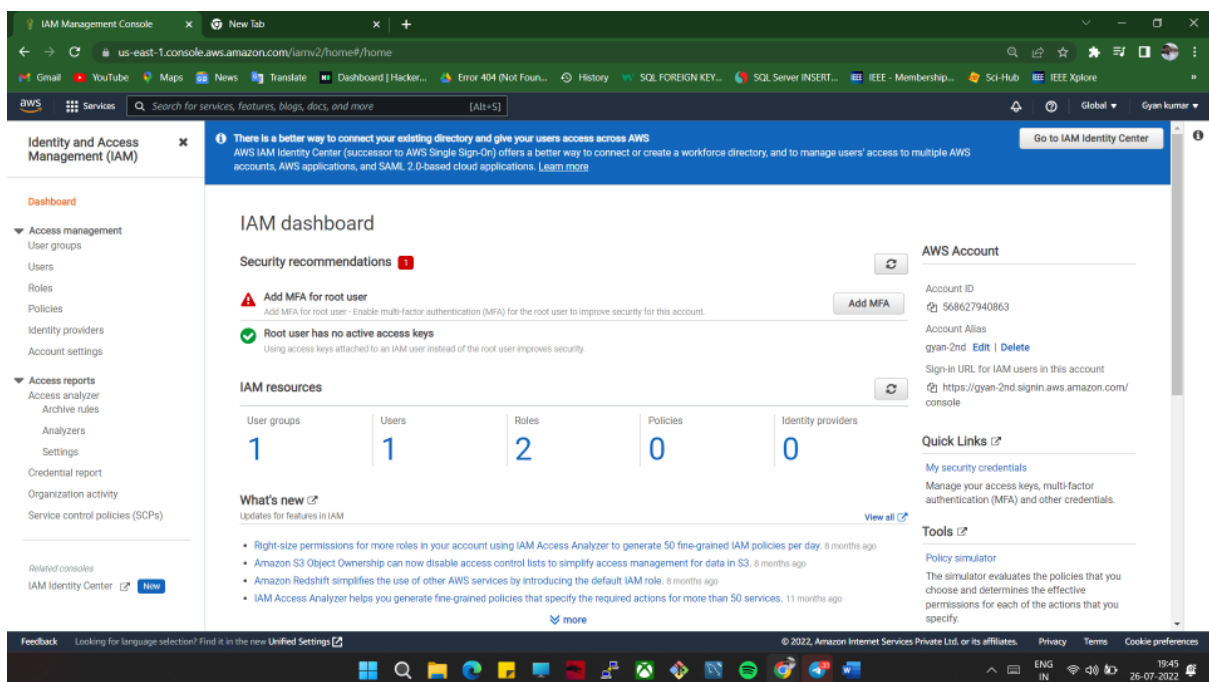 IAM Management Console
New Tab
us-east-1.console.aws.amazon.com/iamv2/home#/home
Gmail
YouTube
Maps
News
Translate
Dashboard | Hacker...
Error 404 (Not Foun...
History
SQL FOREIGN KEY...
SQL Server INSERT...
IEEE - Membership...
Sci-Hub
IEEE Xplore
»
aws
Services
Search for services, features, blogs, docs, and more
[Alt+S]
Global
Gyan kumar
Identity and Access
Management (IAM)
Dashboard
Access management
User groups
Users
Roles
Policies
Identity providers
Account settings
Access reports
Access analyzer
Archive rules
Analyzers
Settings
Credential report
Organization activity
Service control policies (SCPs)
Related consoles
IAM Identity Center
New
There is a better way to connect your existing directory and give your users access across AWS
AWS IAM Identity Center (successor to AWS Single Sign-On) offers a better way to connect or create a workforce directory, and to manage users' access to multiple AWS
accounts, AWS applications, and SAML 2.0-based cloud applications. Learn more
Go to IAM Identity Center
IAM dashboard
Security recommendations 1
Add MFA for root user
Add MFA for root user - Enable multi-factor authentication (MFA) for the root user to improve security for this account.
Add MFA
Root user has no active access keys
Using access keys attached to an IAM user instead of the root user improves security.
IAM resources
User groups
1
Users
1
Roles
2
Policies
0
Identity providers
0
What's new
Updates for features in IAM
View all
Right-size permissions for more roles in your account using IAM Access Analyzer to generate 50 fine-grained IAM policies per day. 8 months ago
Amazon S3 Object Ownership can now disable access control lists to simplify access management for data in S3. 8 months ago
Amazon Redshift simplifies the use of other AWS services by introducing the default IAM role. 8 months ago
IAM Access Analyzer helps you generate fine-grained policies that specify the required actions for more than 50 services. 11 months ago
more
AWS Account
Account ID
568627940863
Account Alias
gyan-2nd Edit | Delete
Sign-in URL for IAM users in this account
https://gyan-2nd.signin.aws.amazon.com/
console
Quick Links
My security credentials
Manage your access keys, multi-factor
authentication (MFA) and other credentials.
Tools
Policy simulator
The simulator evaluates the policies that you
choose and determines the effective
permissions for each of the actions that you
specify.
Feedback
Looking for language selection? Find it in the new Unified Settings
© 2022, Amazon Internet Services Private Ltd. or its affiliates.
Privacy
Terms
Cookie preferences
ENG
IN
19:45
26-07-2022